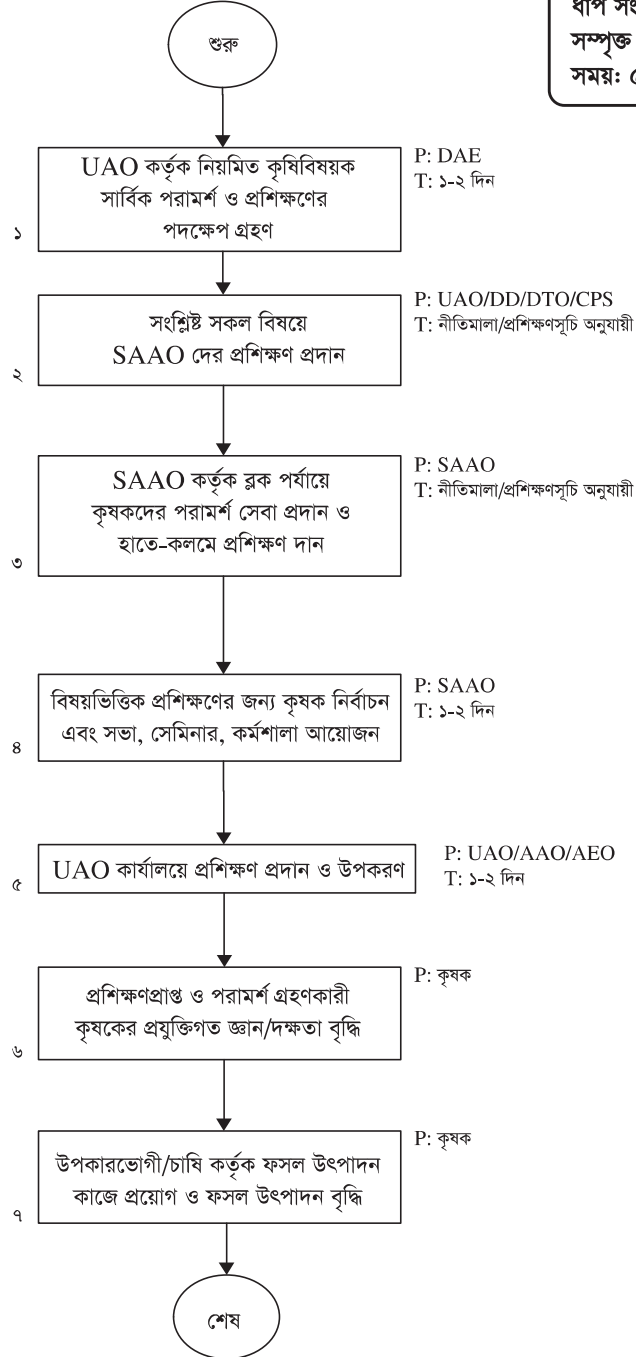 ধাপ
সম্পৃক্ত
সময়:
শুরু
১
UAO কর্তৃক নিয়মিত কৃষিবিষয়ক
সার্বিক পরামর্শ ও প্রশিক্ষণের
পদক্ষেপ গ্রহণ
P: DAE
T: ১-২ দিন
২
সংশ্লিষ্ট সকল বিষয়ে
SAAO দের প্রশিক্ষণ প্রদান
P: UAO/DD/DTO/CPS
T: নীতিমালা/প্রশিক্ষণসূচি অনুযায়ী
৩
SAAO কর্তৃক ব্লক পর্যায়ে
কৃষকদের পরামর্শ সেবা প্রদান ও
হাতে-কলমে প্রশিক্ষণ দান
P: SAAO
T: নীতিমালা/প্রশিক্ষণসূচি অনুযায়ী
৪
বিষয়ভিত্তিক প্রশিক্ষণের জন্য কৃষক নির্বাচন
এবং সভা, সেমিনার, কর্মশালা আয়োজন
P: SAAO
T: ১-২ দিন
৫
UAO কার্যালয়ে প্রশিক্ষণ প্রদান ও উপকরণ
P: UAO/AAO/AEO
T: ১-২ দিন
৬
প্রশিক্ষণপ্রাপ্ত ও পরামর্শ গ্রহণকারী
কৃষকের প্রযুক্তিগত জ্ঞান/দক্ষতা বৃদ্ধি
P: কৃষক
৭
উপকারভোগী/চাষি কর্তৃক ফসল উৎপাদন
কাজে প্রয়োগ ও ফসল উৎপাদন বৃদ্ধি
P: কৃষক
শেষ